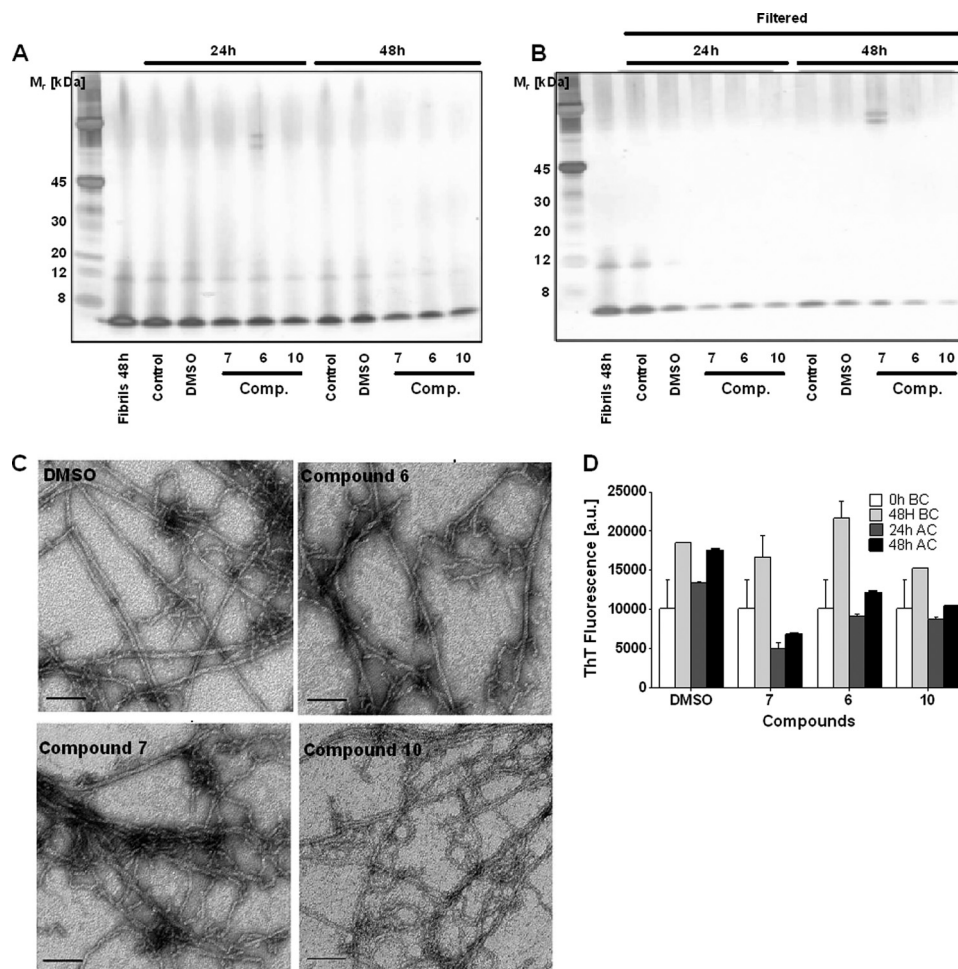 Filtered
A
24h
48h
B
24h
48h
Mr [kDa]
45
30
20
12
8
Mr [kDa]
45
30
20
12
8
Fibrils 48h
Control
DMSO
7 6 10
Comp.
Control
DMSO
7 6 10
Comp.
Fibrils 48h
Control
DMSO
7 6 10
Comp.
Control
DMSO
7 6 10
Comp.
C
DMSO
Compound 6
Compound 7
Compound 10
D
ThT Fluorescence [a.u.]
25000
20000
15000
10000
5000
0
0h BC
48H BC
24h AC
48h AC
DMSO 7 6 10
Compounds